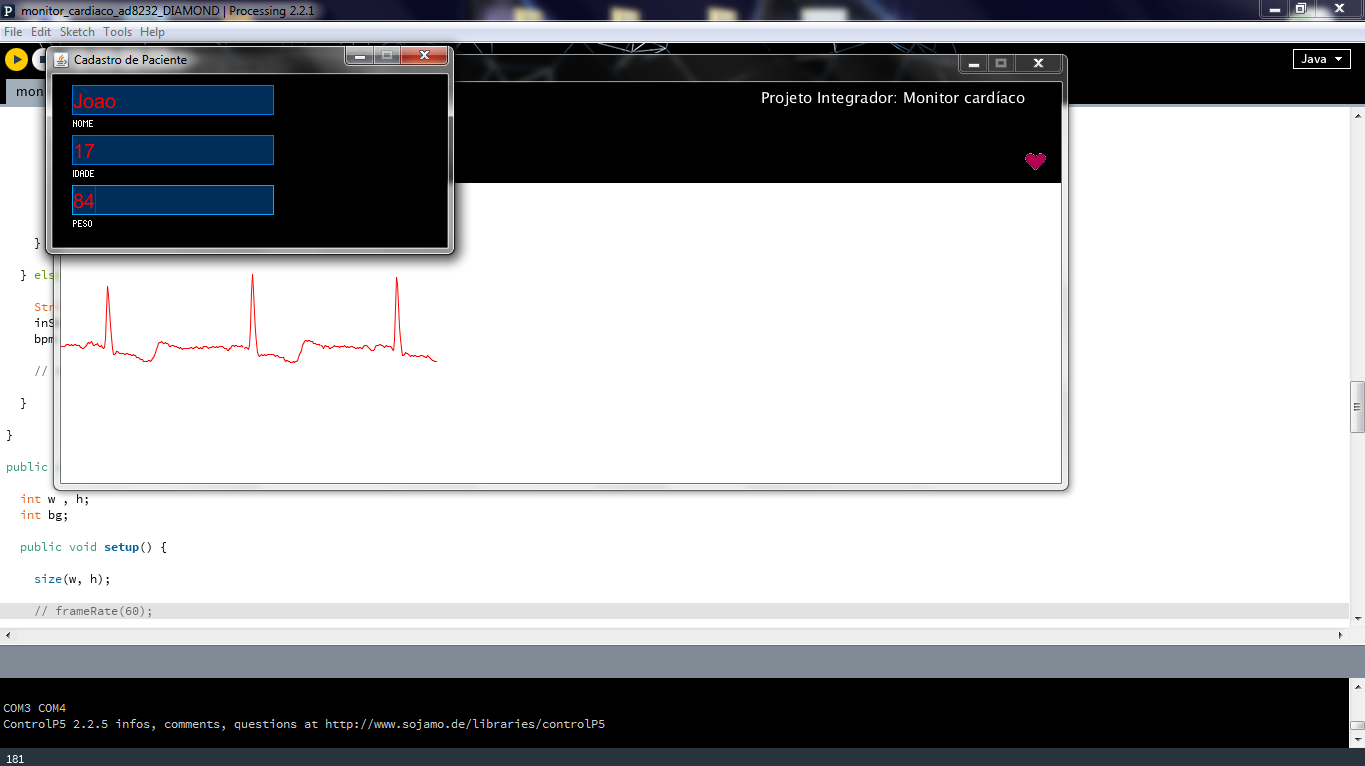 monitor_cardiaco_ad8232_DIAMOND | Processing 2.2.1
File Edit Sketch Tools Help
Java
mon
Cadastro de Paciente
Joao
NOME
17
IDADE
84
PESO
Projeto Integrador: Monitor cardíaco
}
} els
Str
inS
bpm
//
}
}
public
int w , h;
int bg;
public void setup() {
size(w, h);
// frameRate(60);
COM3 COM4
ControlP5 2.2.5 infos, comments, questions at http://www.sojamo.de/libraries/controlP5
181